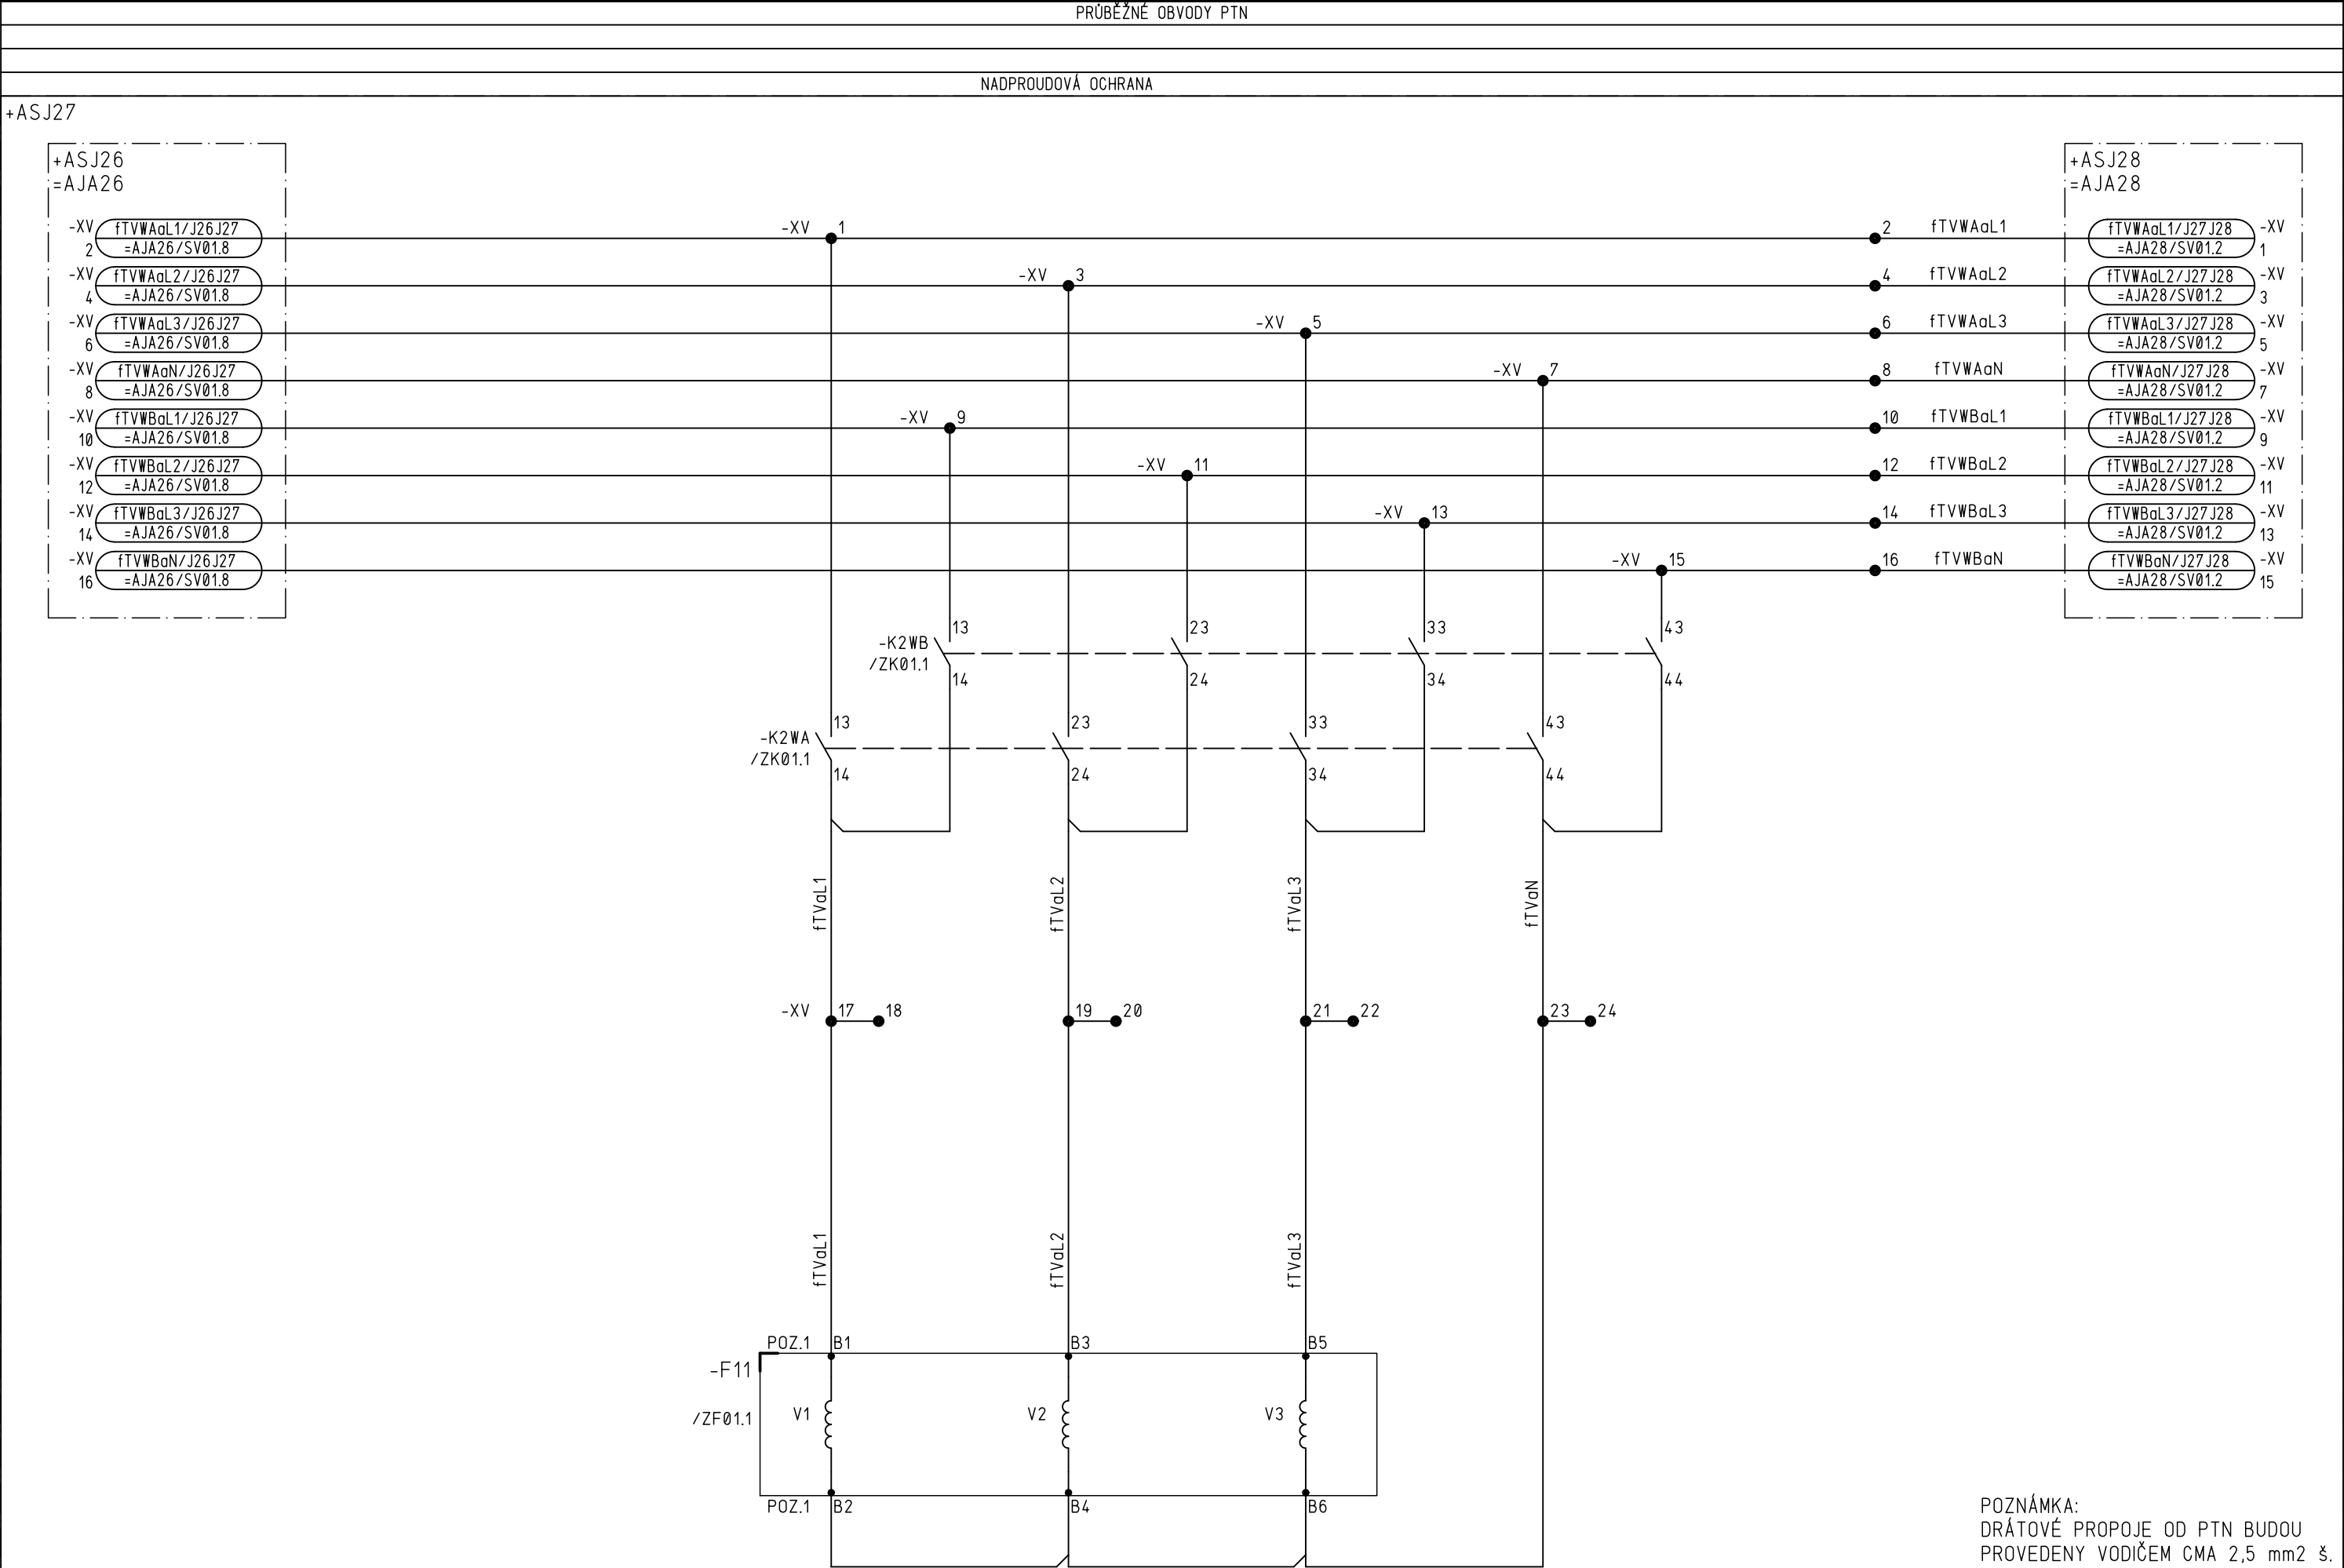 PRŮBĚŽNÉ OBVODY PTN
NADPROUDOVÁ OCHRANA
+ASJ27
+ASJ26
=AJA26
+ASJ28
=AJA28
-XV 2 fTVWAaL1/J26J27
=AJA26/SV01.8
-XV 1
2 fTVWAaL1
fTVWAaL1/J27J28 -XV
=AJA28/SV01.2 1
-XV 4 fTVWAaL2/J26J27
=AJA26/SV01.8
-XV 3
4 fTVWAaL2
fTVWAaL2/J27J28 -XV
=AJA28/SV01.2 3
-XV 6 fTVWAaL3/J26J27
=AJA26/SV01.8
-XV 5
6 fTVWAaL3
fTVWAaL3/J27J28 -XV
=AJA28/SV01.2 5
-XV 8 fTVWAaN/J26J27
=AJA26/SV01.8
-XV 7
8 fTVWAaN
fTVWAaN/J27J28 -XV
=AJA28/SV01.2 7
-XV 10 fTVWBaL1/J26J27
=AJA26/SV01.8
-XV 9
10 fTVWBaL1
fTVWBaL1/J27J28 -XV
=AJA28/SV01.2 9
-XV 12 fTVWBaL2/J26J27
=AJA26/SV01.8
-XV 11
12 fTVWBaL2
fTVWBaL2/J27J28 -XV
=AJA28/SV01.2 11
-XV 14 fTVWBaL3/J26J27
=AJA26/SV01.8
-XV 13
14 fTVWBaL3
fTVWBaL3/J27J28 -XV
=AJA28/SV01.2 13
-XV 16 fTVWBaN/J26J27
=AJA26/SV01.8
-XV 15
16 fTVWBaN
fTVWBaN/J27J28 -XV
=AJA28/SV01.2 15
13 23 33 43
-K2WB
/ZK01.1
14 24 34 44
13 23 33 43
-K2WA
/ZK01.1
14 24 34 44
fTVaL1 fTVaL2 fTVaL3 fTVaN
-XV 17 18 19 20 21 22 23 24
fTVaL1 fTVaL2 fTVaL3
POZ.1 B1 B3 B5
-F11
/ZF01.1
V1 V2 V3
POZ.1 B2 B4 B6
POZNÁMKA:
DRÁTOVÉ PROPOJE OD PTN BUDOU
PROVEDENY VODIČEM CMA 2,5 mm2 š.